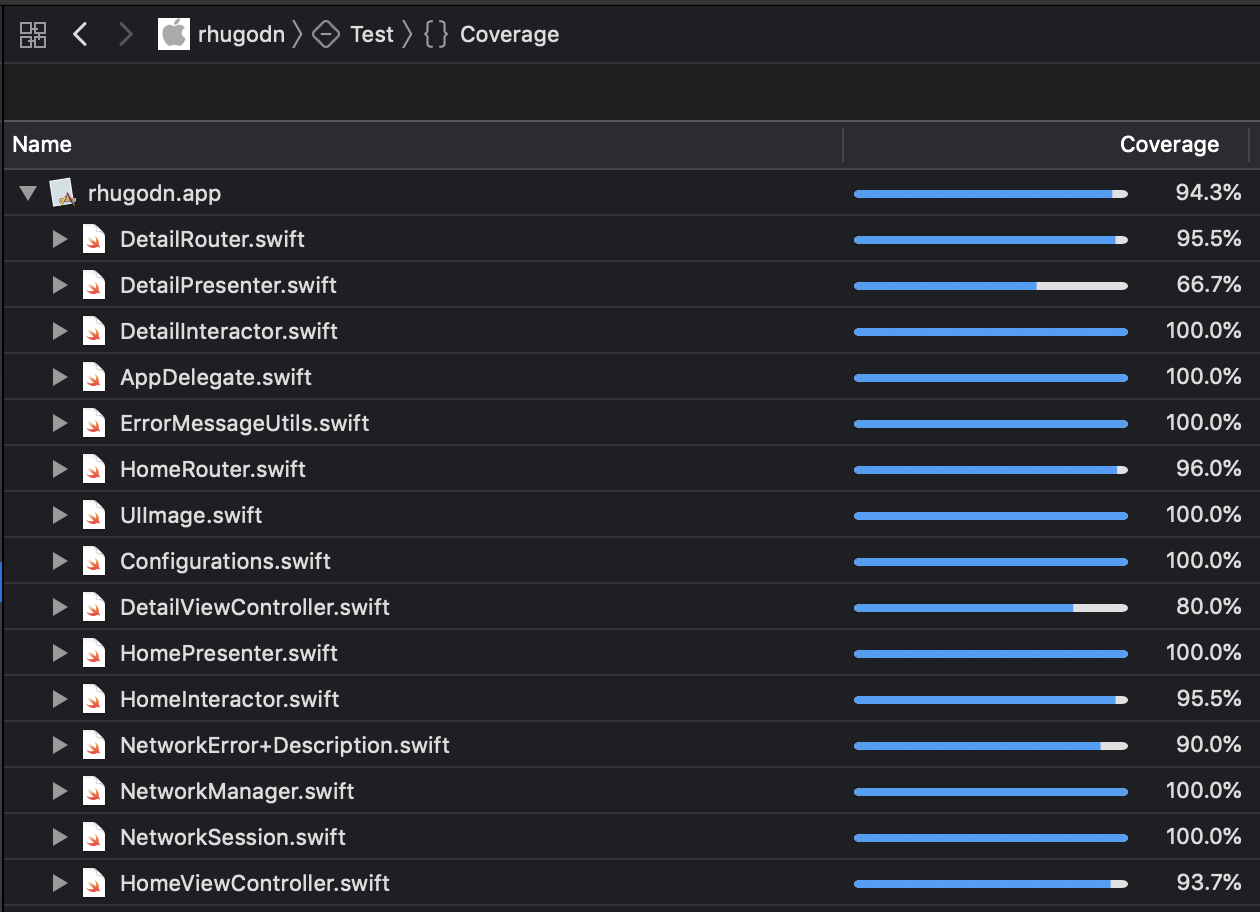 rhugodn Test { } Coverage
Name Coverage
rhugodn.app 94.3%
DetailRouter.swift 95.5%
DetailPresenter.swift 66.7%
DetailInteractor.swift 100.0%
AppDelegate.swift 100.0%
ErrorMessageUtils.swift 100.0%
HomeRouter.swift 96.0%
UIImage.swift 100.0%
Configurations.swift 100.0%
DetailViewController.swift 80.0%
HomePresenter.swift 100.0%
HomeInteractor.swift 95.5%
NetworkError+Description.swift 90.0%
NetworkManager.swift 100.0%
NetworkSession.swift 100.0%
HomeViewController.swift 93.7%